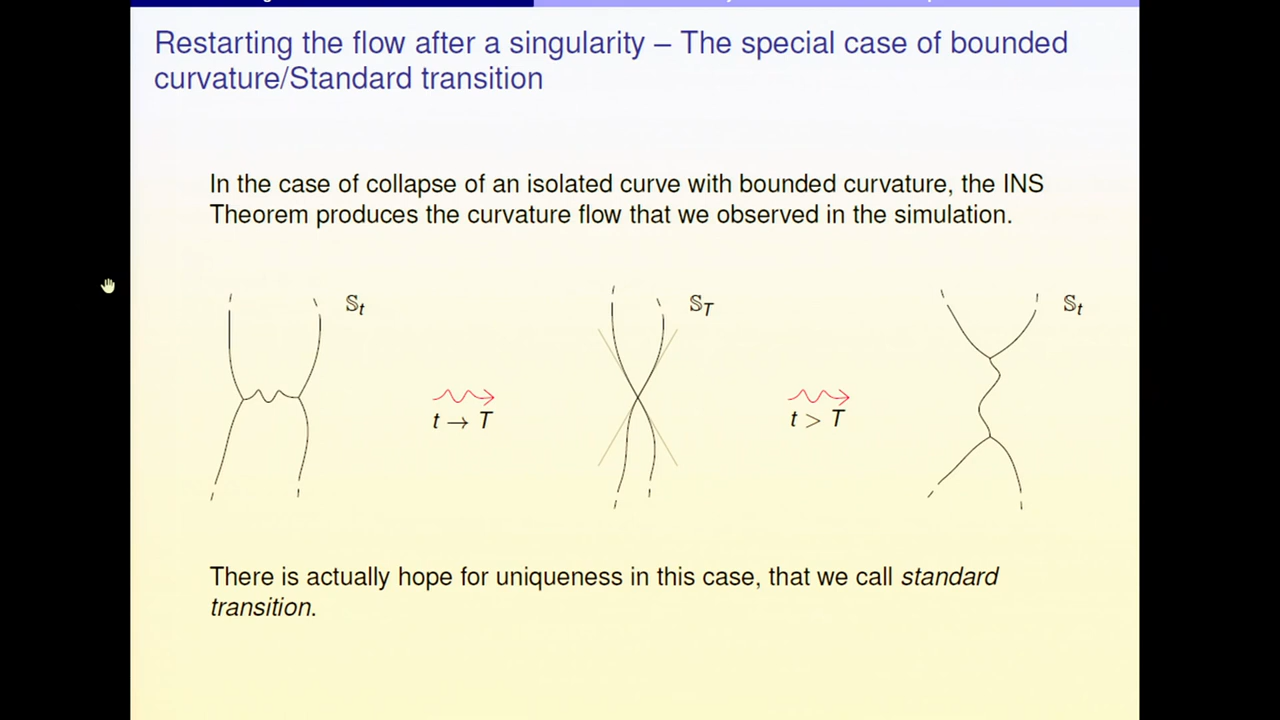 Restarting the flow after a singularity – The special case of bounded
curvature/Standard transition
In the case of collapse of an isolated curve with bounded curvature, the INS
Theorem produces the curvature flow that we observed in the simulation.
𝕊t
𝕊T
𝕊t
t → T
t > T
There is actually hope for uniqueness in this case, that we call standard
transition.